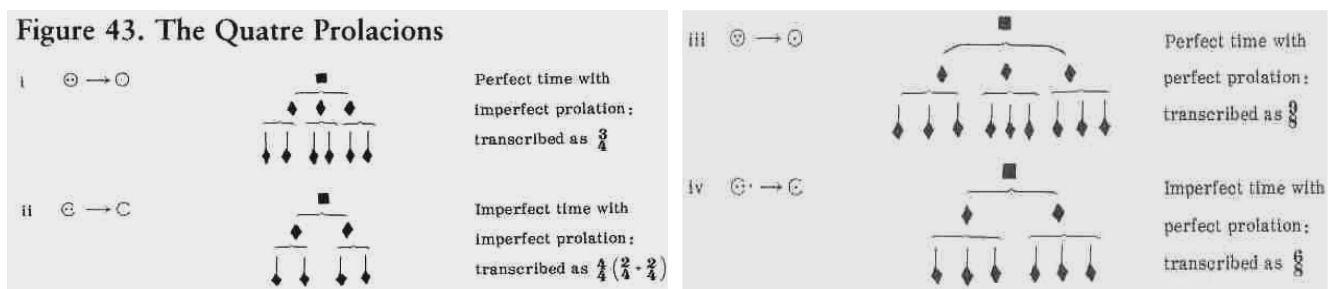 Figure 43. The Quatre Prolacions
i
Perfect time with
imperfect prolation:
transcribed as 3/4
ii
Imperfect time with
imperfect prolation:
transcribed as 4/4 (2/4 + 2/4)
iii
Perfect time with
perfect prolation:
transcribed as 9/8
iv
Imperfect time with
perfect prolation:
transcribed as 6/8